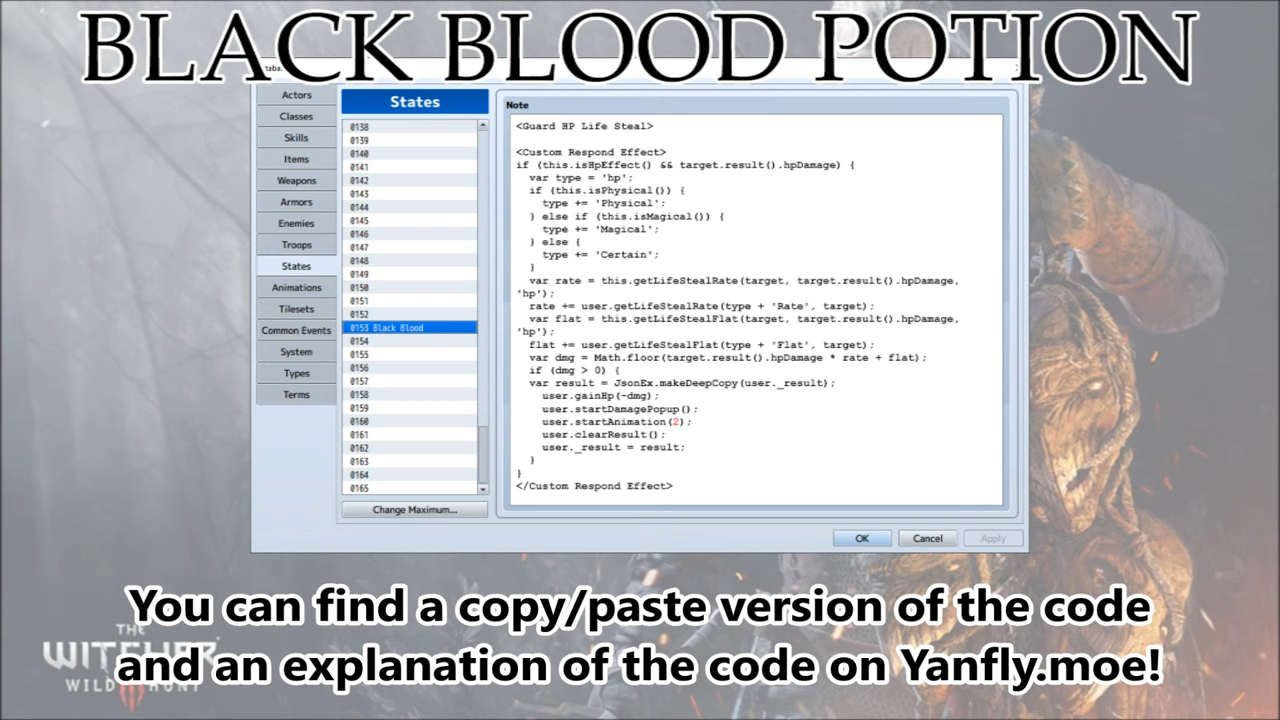 BLACK BLOOD POTION
taba
Actors
Classes
Skills
Items
Weapons
Armors
Enemies
Troops
States
Animations
Tilesets
Common Events
System
Types
Terms
States
0138
0139
0140
0141
0142
0143
0144
0145
0146
0147
0148
0149
0150
0151
0152
0153 Black Blood
0154
0155
0156
0157
0158
0159
0160
0161
0162
0163
0164
0165
Change Maximum...
Note
<Guard HP Life Steal>
<Custom Respond Effect>
if (this.isHpEffect() && target.result().hpDamage) {
var type = 'hp';
if (this.isPhysical()) {
type += 'Physical';
} else if (this.isMagical()) {
type += 'Magical';
} else {
type += 'Certain';
}
var rate = this.getLifeStealRate(target, target.result().hpDamage,
'hp');
rate += user.getLifeStealRate(type + 'Rate', target);
var flat = this.getLifeStealFlat(target, target.result().hpDamage,
'hp');
flat += user.getLifeStealFlat(type + 'Flat', target);
var dmg = Math.floor(target.result().hpDamage * rate + flat);
if (dmg > 0) {
var result = JsonEx.makeDeepCopy(user._result);
user.gainHp(-dmg);
user.startDamagePopup();
user.startAnimation(2);
user.clearResult();
user._result = result;
}
}
</Custom Respond Effect>
OK
Cancel
Apply
You can find a copy/paste version of the code
and an explanation of the code on Yanfly.moe!
THE
WITCHER
WILD HUNT